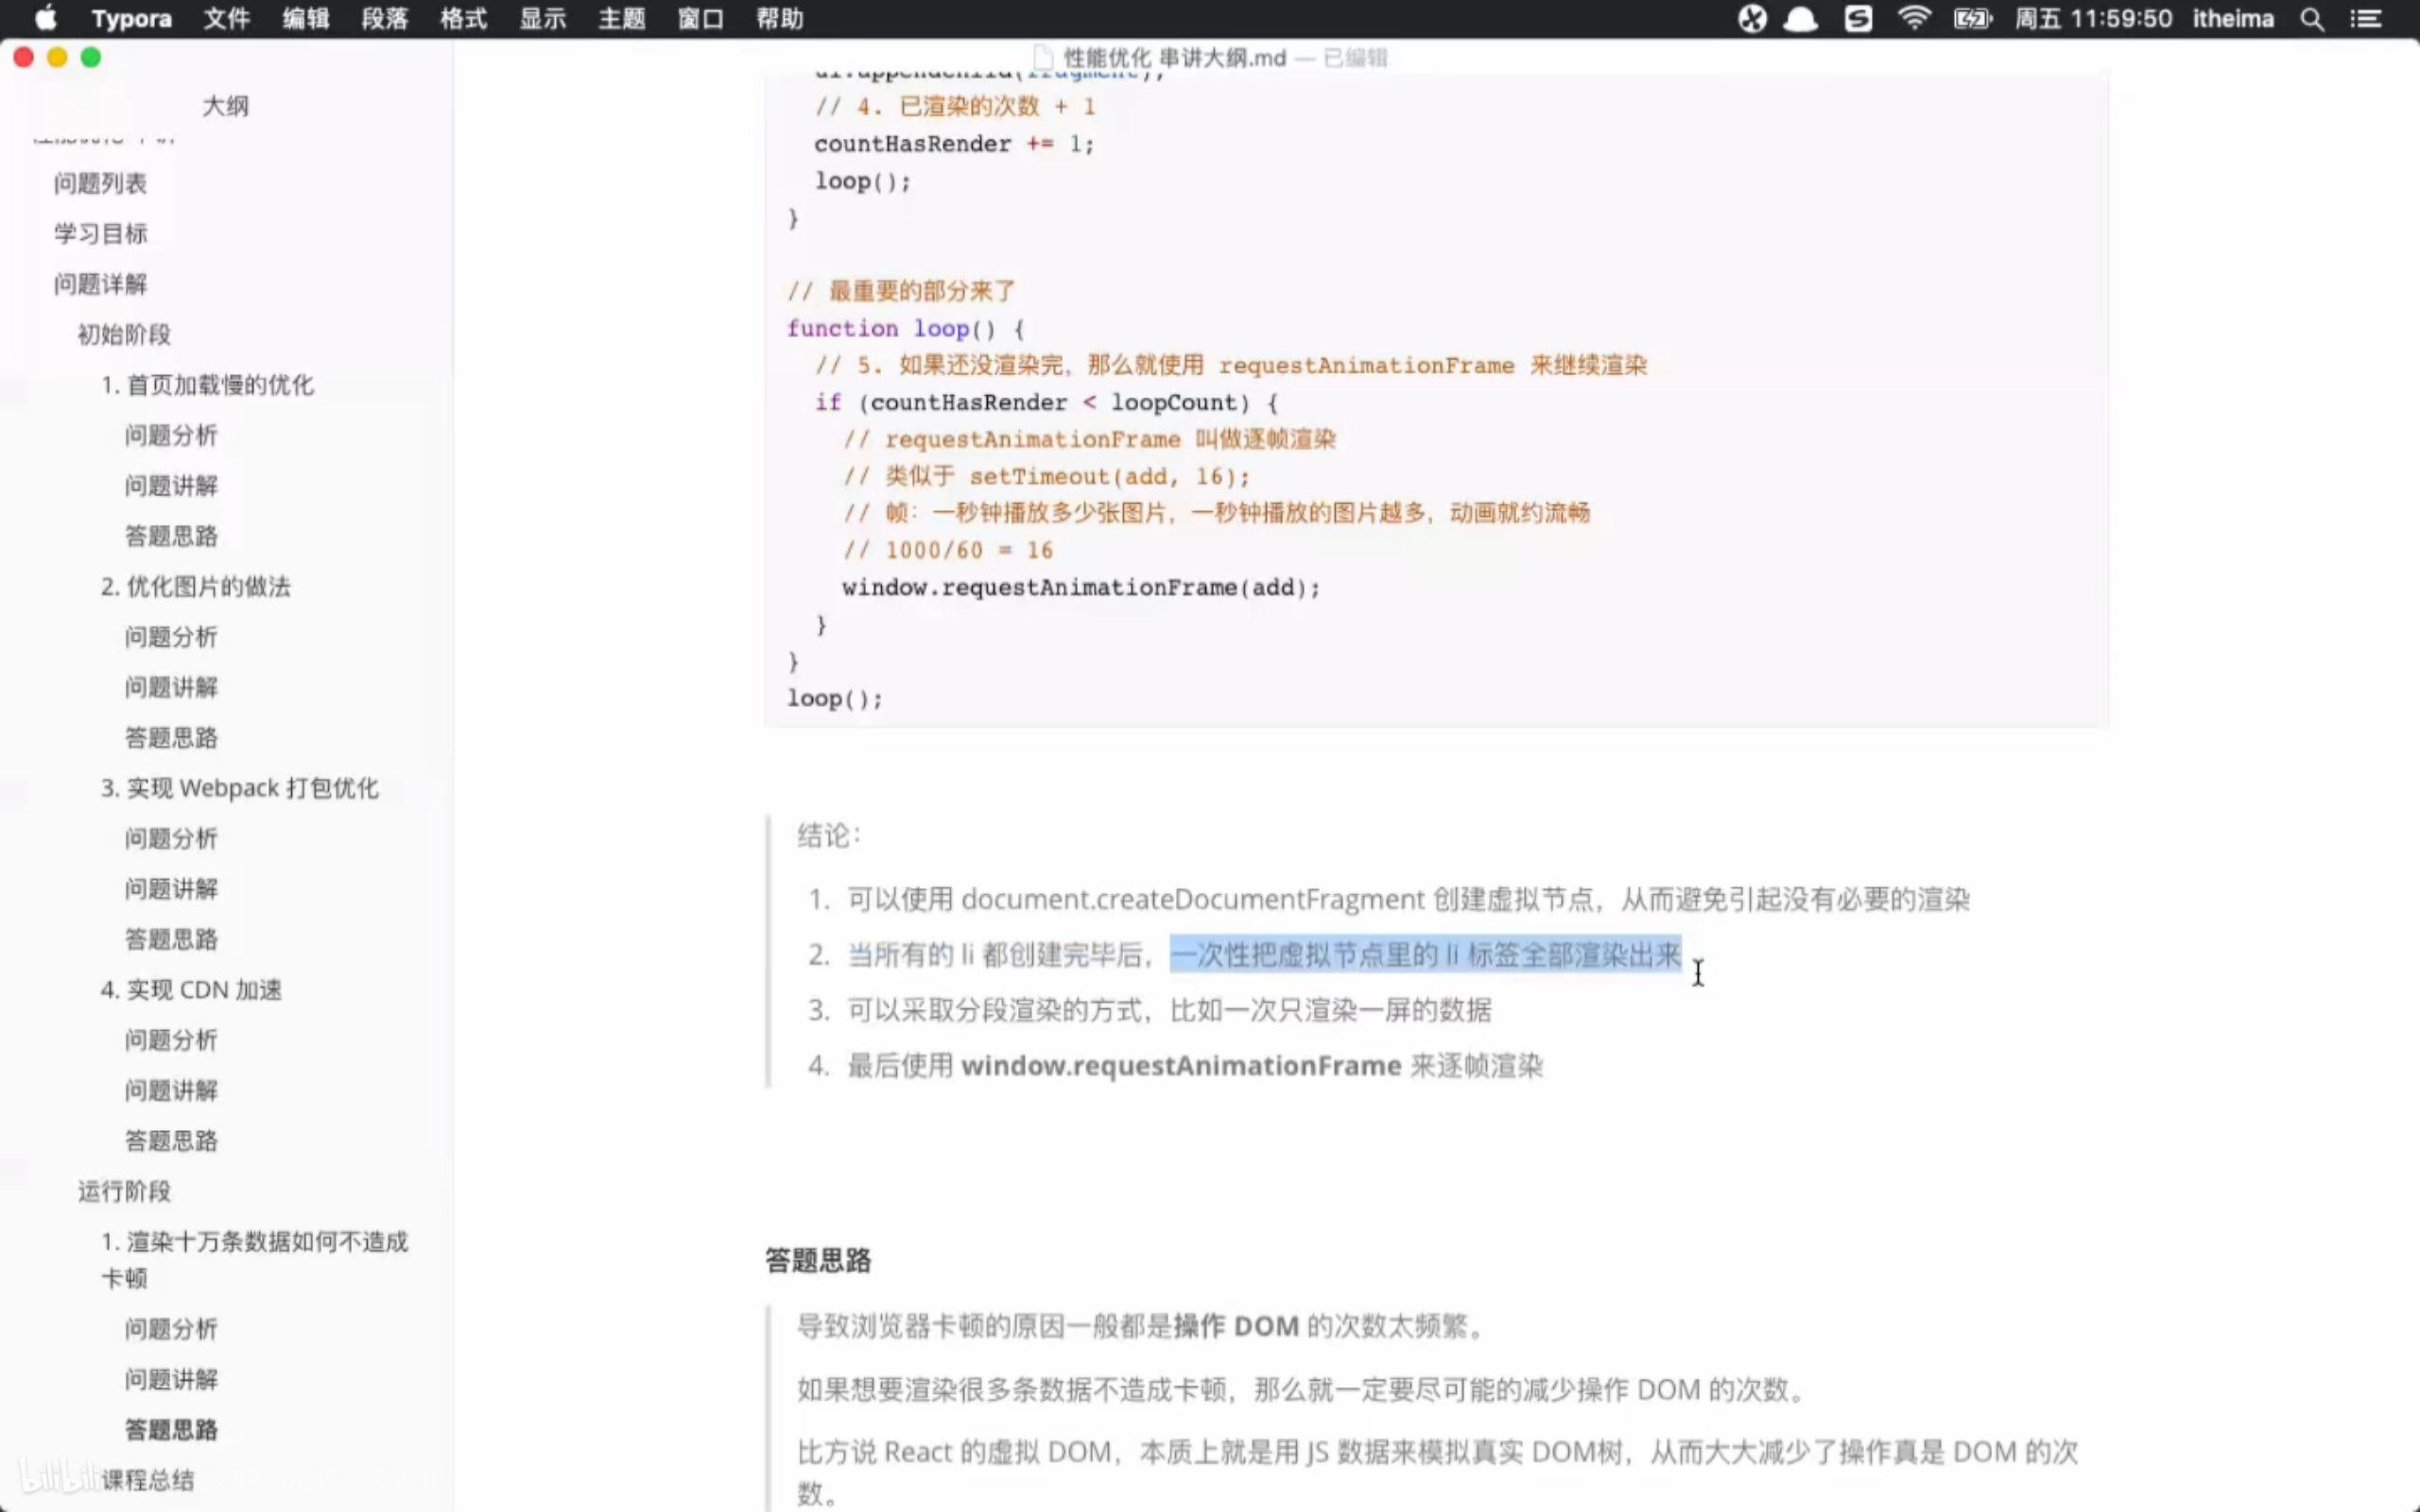 Typora 文件 编辑 段落 格式 显示 主题 窗口 帮助 周五 11:59:50 itheima
性能优化 串讲大纲.md — 已编辑
大纲
问题列表
学习目标
问题详解
初始阶段
1. 首页加载慢的优化
问题分析
问题讲解
答题思路
2. 优化图片的做法
问题分析
问题讲解
答题思路
3. 实现 Webpack 打包优化
问题分析
问题讲解
答题思路
4. 实现 CDN 加速
问题分析
问题讲解
答题思路
运行阶段
1. 渲染十万条数据如何不造成
卡顿
问题分析
问题讲解
答题思路
课程总结
bilibili
ul.appendChild(fragment);
// 4. 已渲染的次数 + 1
countHasRender += 1;
loop();
}
// 最重要的部分来了
function loop() {
// 5. 如果还没渲染完，那么就使用 requestAnimationFrame 来继续渲染
if (countHasRender < loopCount) {
// requestAnimationFrame 叫做逐帧渲染
// 类似于 setTimeout(add, 16);
// 帧：一秒钟播放多少张图片，一秒钟播放的图片越多，动画就约流畅
// 1000/60 = 16
window.requestAnimationFrame(add);
}
}
loop();
结论：
1. 可以使用 document.createDocumentFragment 创建虚拟节点，从而避免引起没有必要的渲染
2. 当所有的 li 都创建完毕后，一次性把虚拟节点里的 li 标签全部渲染出来
3. 可以采取分段渲染的方式，比如一次只渲染一屏的数据
4. 最后使用 window.requestAnimationFrame 来逐帧渲染
答题思路
导致浏览器卡顿的原因一般都是操作 DOM 的次数太频繁。
如果想要渲染很多条数据不造成卡顿，那么就一定要尽可能的减少操作 DOM 的次数。
比方说 React 的虚拟 DOM，本质上就是用 JS 数据来模拟真实 DOM树，从而大大减少了操作真是 DOM 的次
数。